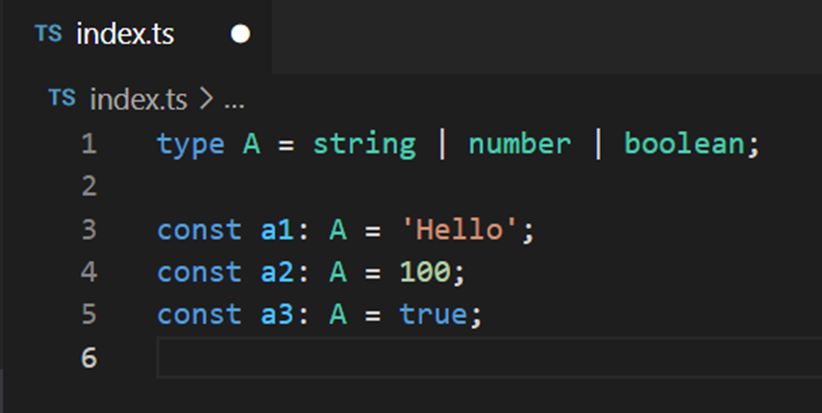 TS index.ts
TS index.ts > ...
1 type A = string | number | boolean;
2
3 const a1: A = 'Hello';
4 const a2: A = 100;
5 const a3: A = true;
6